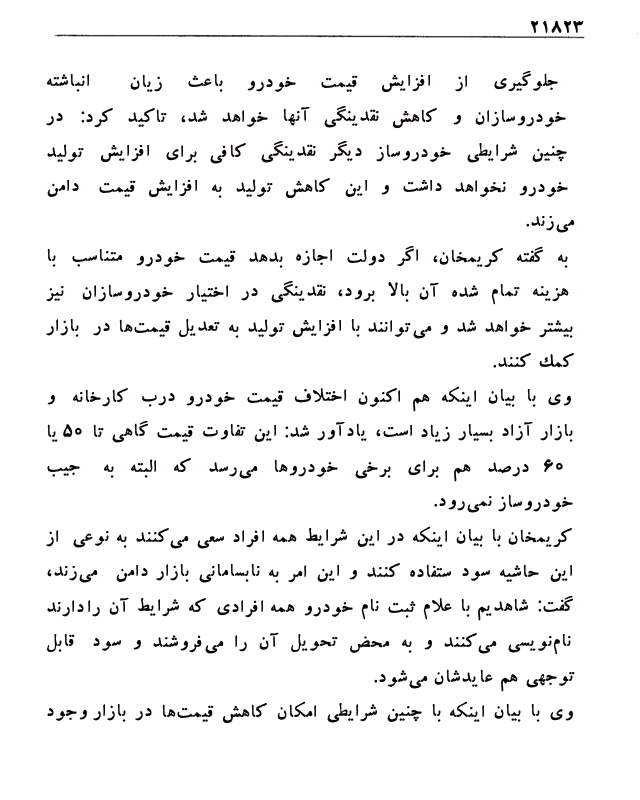 ۲۱۸۲۳
جلوگیری از افزایش قیمت خودرو باعث زیان انباشته
خودروسازان و کاهش نقدینگی آنها خواهد شد، تاکید کرد: در
چنین شرایطی خودروساز دیگر نقدینگی کافی برای افزایش تولید
خودرو نخواهد داشت و این کاهش تولید به افزایش قیمت دامن
می‌زند.
به گفته کریمخان، اگر دولت اجازه بدهد قیمت خودرو متناسب با
هزینه تمام شده آن بالا برود، نقدینگی در اختیار خودروسازان نیز
بیشتر خواهد شد و می‌توانند با افزایش تولید به تعدیل قیمت‌ها در بازار
کمك کنند.
وی با بیان اینکه هم اکنون اختلاف قیمت خودرو درب کارخانه و
بازار آزاد بسیار زیاد است، یادآور شد: این تفاوت قیمت گاهی تا ۵۰ یا
۶۰ درصد هم برای برخی خودروها می‌رسد که البته به جیب
خودروساز نمی‌رود.
کریمخان با بیان اینکه در این شرایط همه افراد سعی می‌کنند به نوعی از
این حاشیه سود ستفاده کنند و این امر به نابسامانی بازار دامن می‌زند،
گفت: شاهدیم با علام ثبت نام خودرو همه افرادی که شرایط آن رادارند
نام‌نویسی می‌کنند و به محض تحویل آن را می‌فروشند و سود قابل
توجهی هم عایدشان می‌شود.
وی با بیان اینکه با چنین شرایطی امکان کاهش قیمت‌ها در بازار وجود